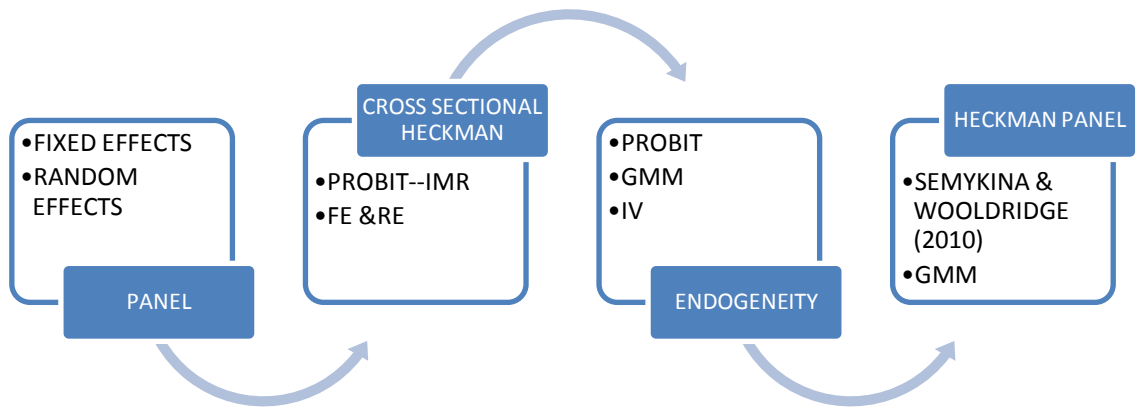 •FIXED EFFECTS
•RANDOM
EFFECTS
PANEL
CROSS SECTIONAL
HECKMAN
•PROBIT--IMR
•FE &RE
•PROBIT
•GMM
•IV
ENDOGENEITY
HECKMAN PANEL
•SEMYKINA &
WOOLDRIDGE
(2010)
•GMM